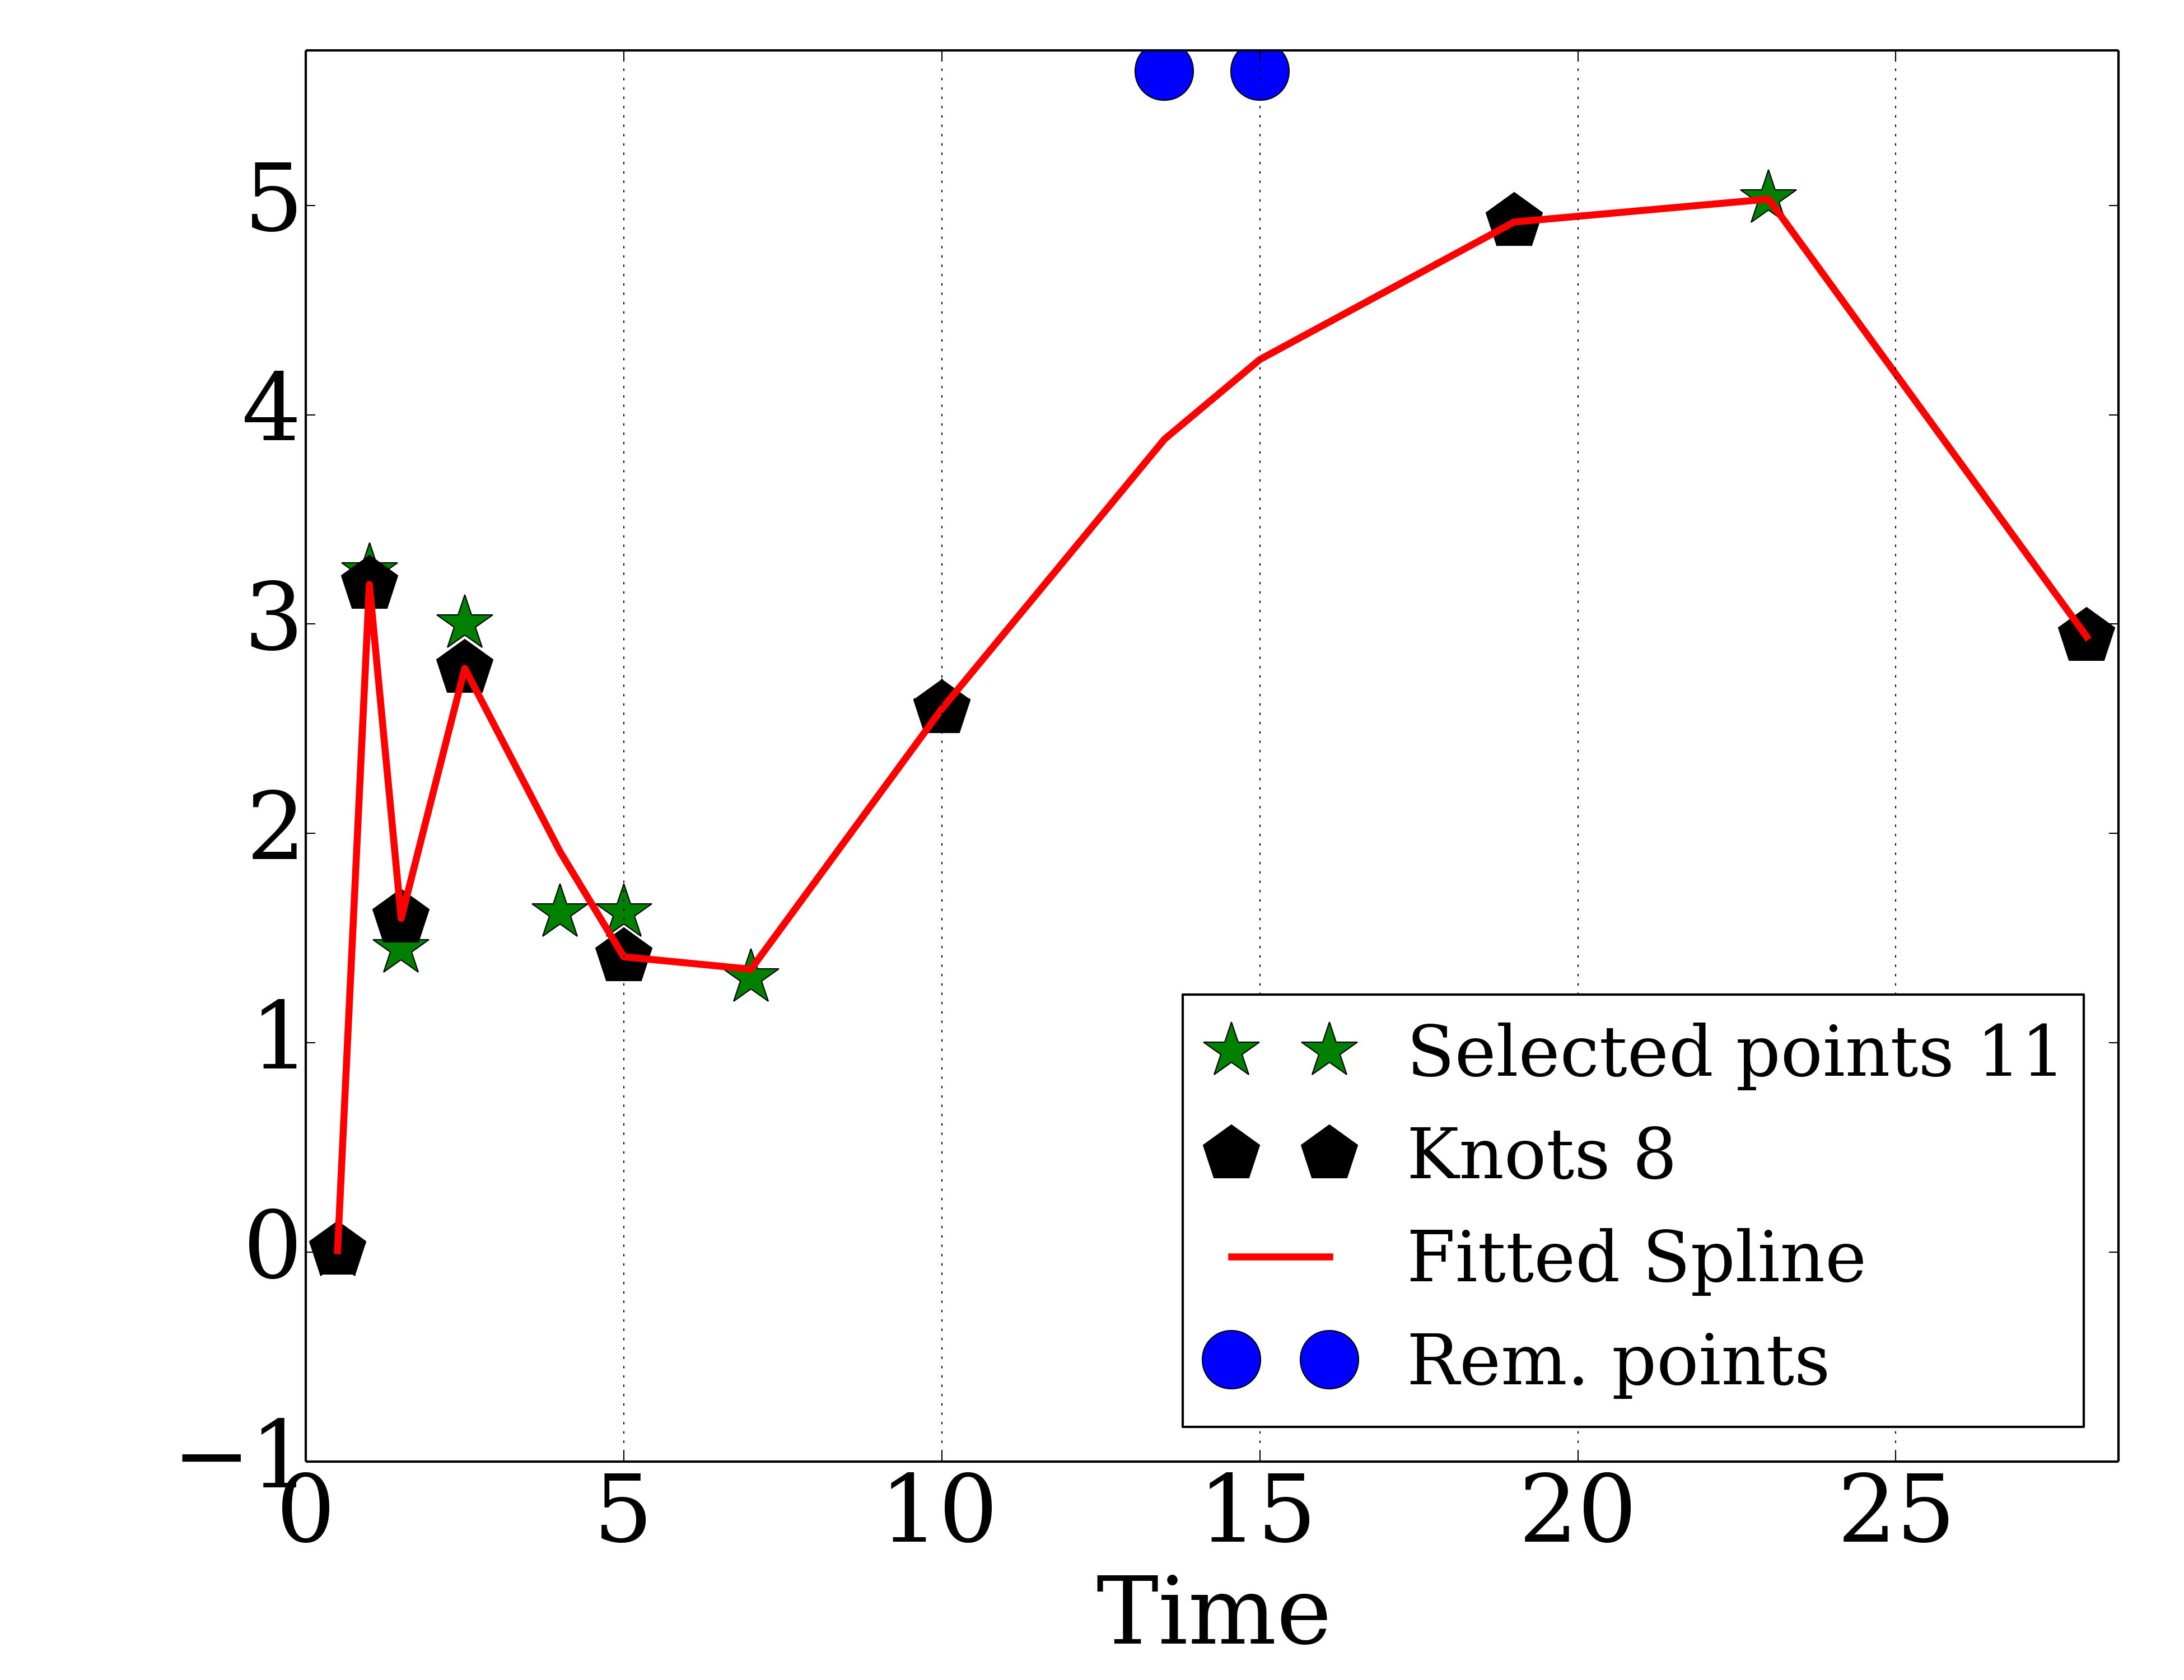 5
4
3
2
1
0
−1
0 5 10 15 20 25
Time
Selected points 11
Knots 8
Fitted Spline
Rem. points